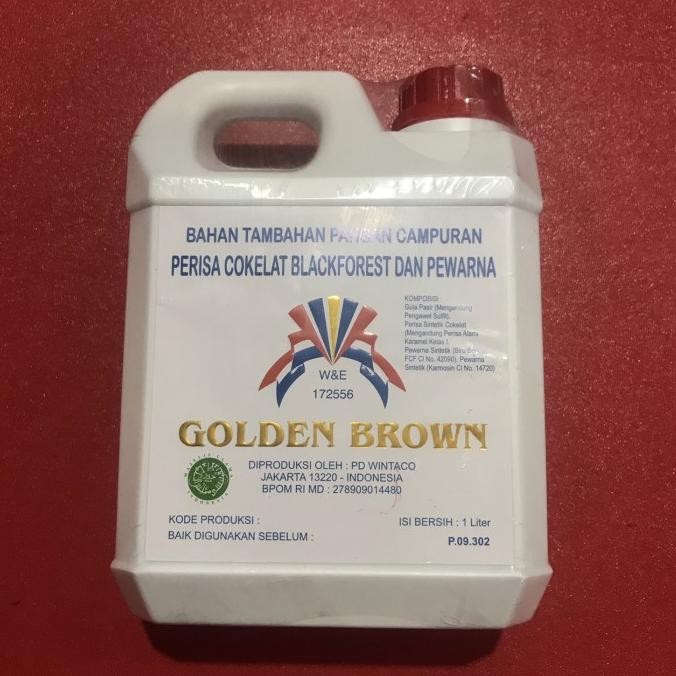 BAHAN TAMBAHAN PANGAN CAMPURAN
PERISA COKELAT BLACKFOREST DAN PEWARNA
KOMPOSISI:
Gula Pasir (Mengandung
Pengawet Sulfit),
Perisa Sintetik Cokelat
(Mengandung Perisa Alami
Karamel Kelas I,
Pewarna Sintetik (Biru
FCF CI No. 42090), Pewarna
Sintetik (Karmosin CI No. 14720)
W&E
172556
GOLDEN BROWN
DIPRODUKSI OLEH : PD WINTACO
JAKARTA 13220 - INDONESIA
BPOM RI MD : 278909014480
KODE PRODUKSI :
ISI BERSIH : 1 Liter
BAIK DIGUNAKAN SEBELUM :
P.09.302